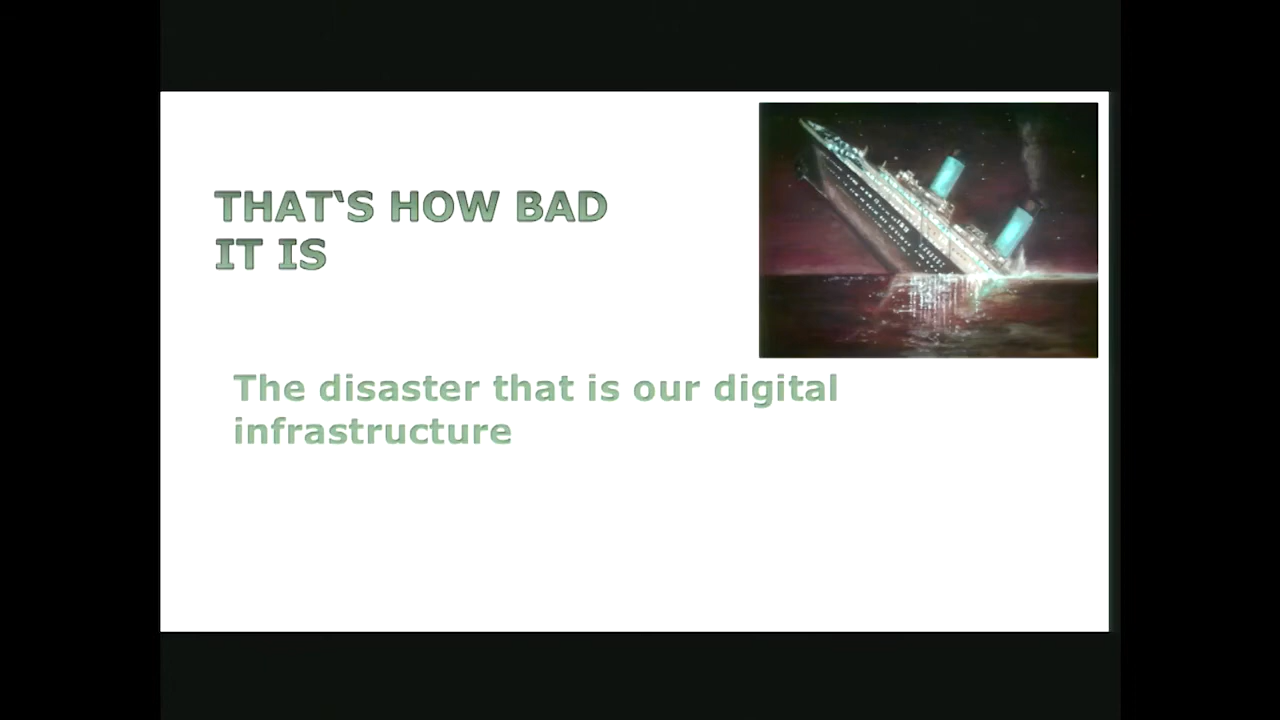 THAT‘S HOW BAD
IT IS
The disaster that is our digital
infrastructure